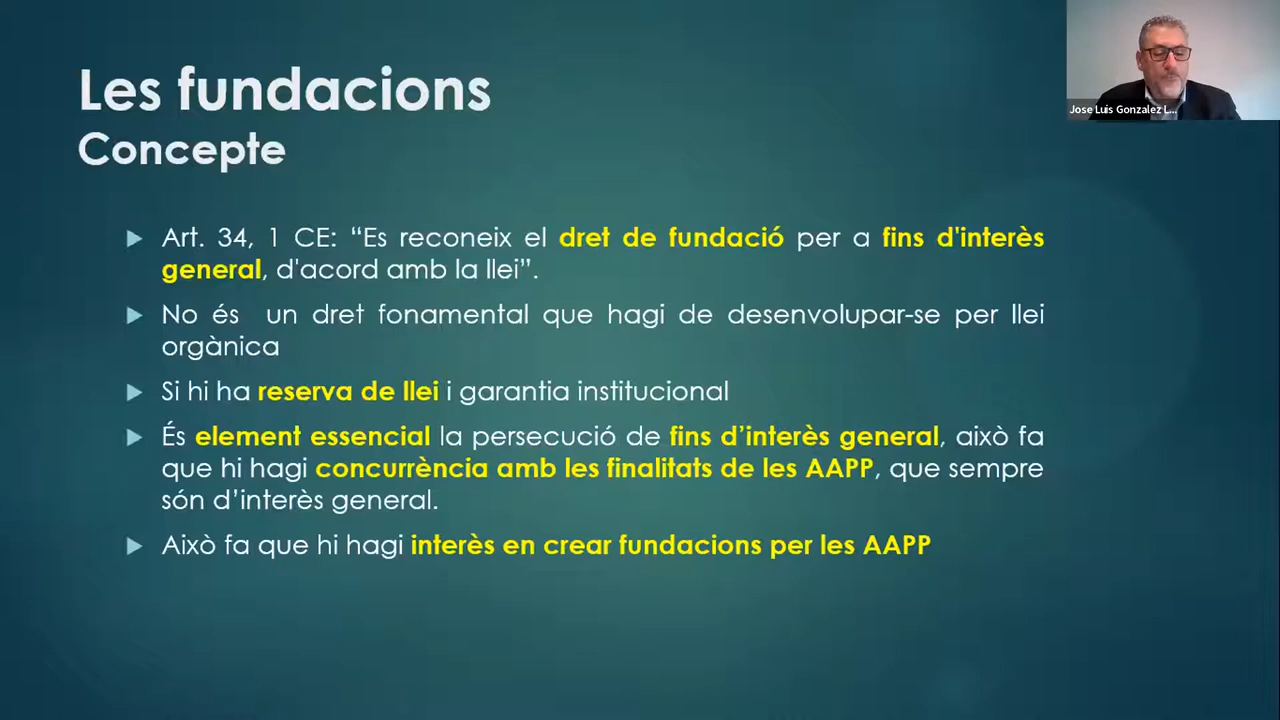 Les fundacions
Concepte
Jose Luis Gonzalez L...
Art. 34, 1 CE: “Es reconeix el dret de fundació per a fins d'interès
general, d'acord amb la llei”.
No és un dret fonamental que hagi de desenvolupar-se per llei
orgànica
Si hi ha reserva de llei i garantia institucional
És element essencial la persecució de fins d’interès general, això fa
que hi hagi concurrència amb les finalitats de les AAPP, que sempre
són d’interès general.
Això fa que hi hagi interès en crear fundacions per les AAPP